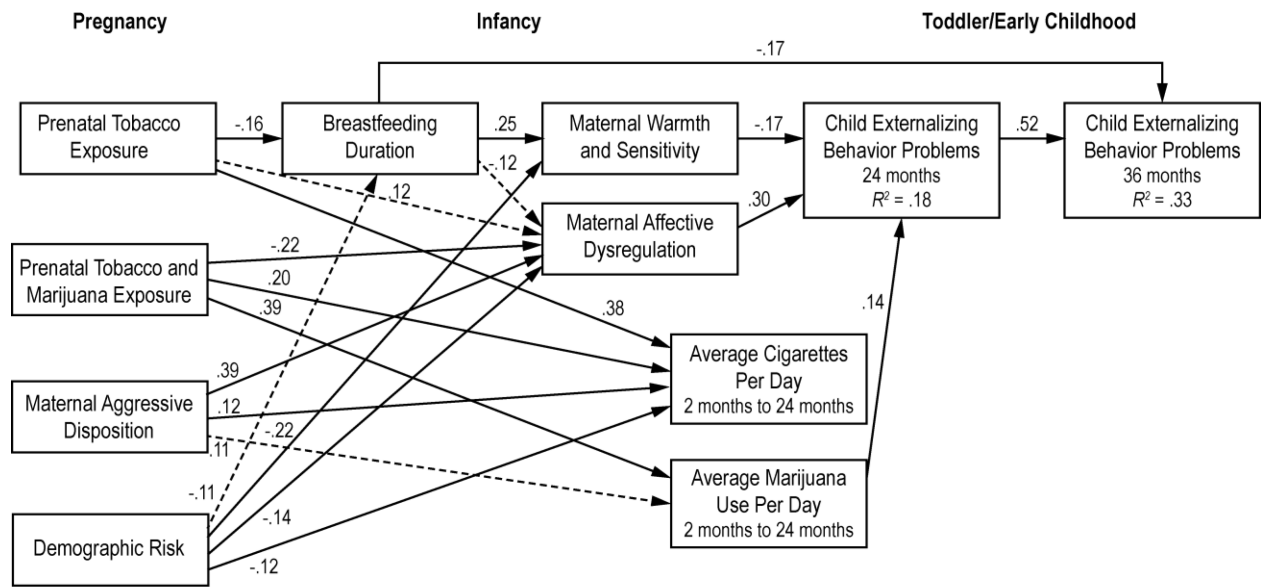 Pregnancy
Infancy
Toddler/Early Childhood
-.17
Prenatal Tobacco
Exposure
-.16
Breastfeeding
Duration
.25
Maternal Warmth
and Sensitivity
-.17
Child Externalizing
Behavior Problems
24 months
R² = .18
.52
Child Externalizing
Behavior Problems
36 months
R² = .33
-.12
.12
.30
Maternal Affective
Dysregulation
Prenatal Tobacco and
Marijuana Exposure
-.22
.20
.39
.38
.14
Average Cigarettes
Per Day
2 months to 24 months
Maternal Aggressive
Disposition
.39
.12
.11
-.22
Average Marijuana
Use Per Day
2 months to 24 months
Demographic Risk
-.11
-.14
-.12